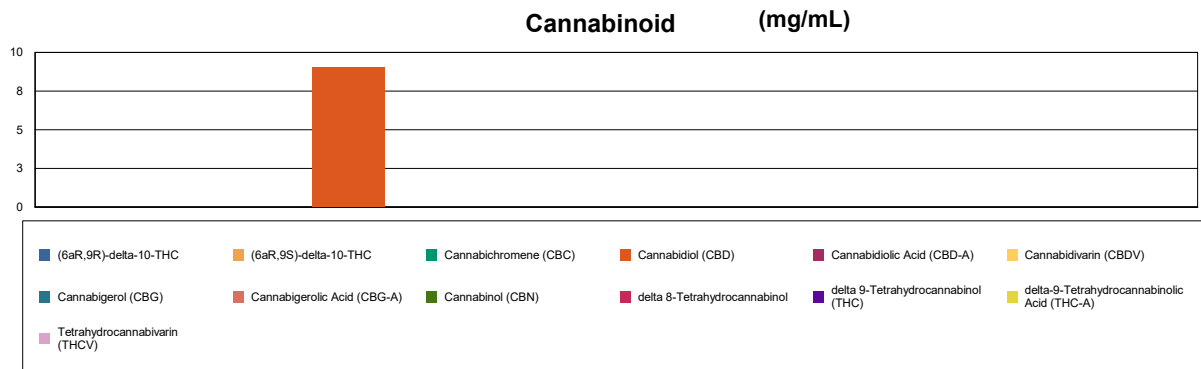 Cannabinoid (mg/mL)
10
8
5
3
0
(6aR,9R)-delta-10-THC
(6aR,9S)-delta-10-THC
Cannabichromene (CBC)
Cannabidiol (CBD)
Cannabidiolic Acid (CBD-A)
Cannabidivarin (CBDV)
Cannabigerol (CBG)
Cannabigerolic Acid (CBG-A)
Cannabinol (CBN)
delta 8-Tetrahydrocannabinol
delta 9-Tetrahydrocannabinol
(THC)
delta-9-Tetrahydrocannabinolic
Acid (THC-A)
Tetrahydrocannabivarin
(THCV)